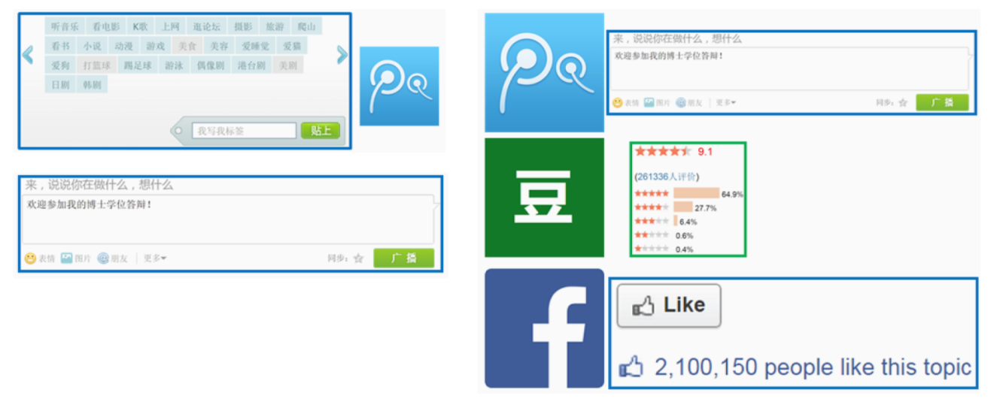 听音乐 看电影 K歌 上网 逛论坛 摄影 旅游 爬山
看书 小说 动漫 游戏 美食 美容 爱睡觉 爱猫
爱狗 打篮球 踢足球 游泳 偶像剧 港台剧 美剧
日剧 韩剧
我写我标签 贴上
来，说说你在做什么，想什么
欢迎参加我的博士学位答辩！
表情 图片 朋友 | 更多 同步： 广播
来，说说你在做什么，想什么
欢迎参加我的博士学位答辩！
表情 图片 朋友 | 更多 同步： 广播
豆
9.1
(261336人评价)
64.9%
27.7%
6.4%
0.6%
0.4%
f
Like
2,100,150 people like this topic